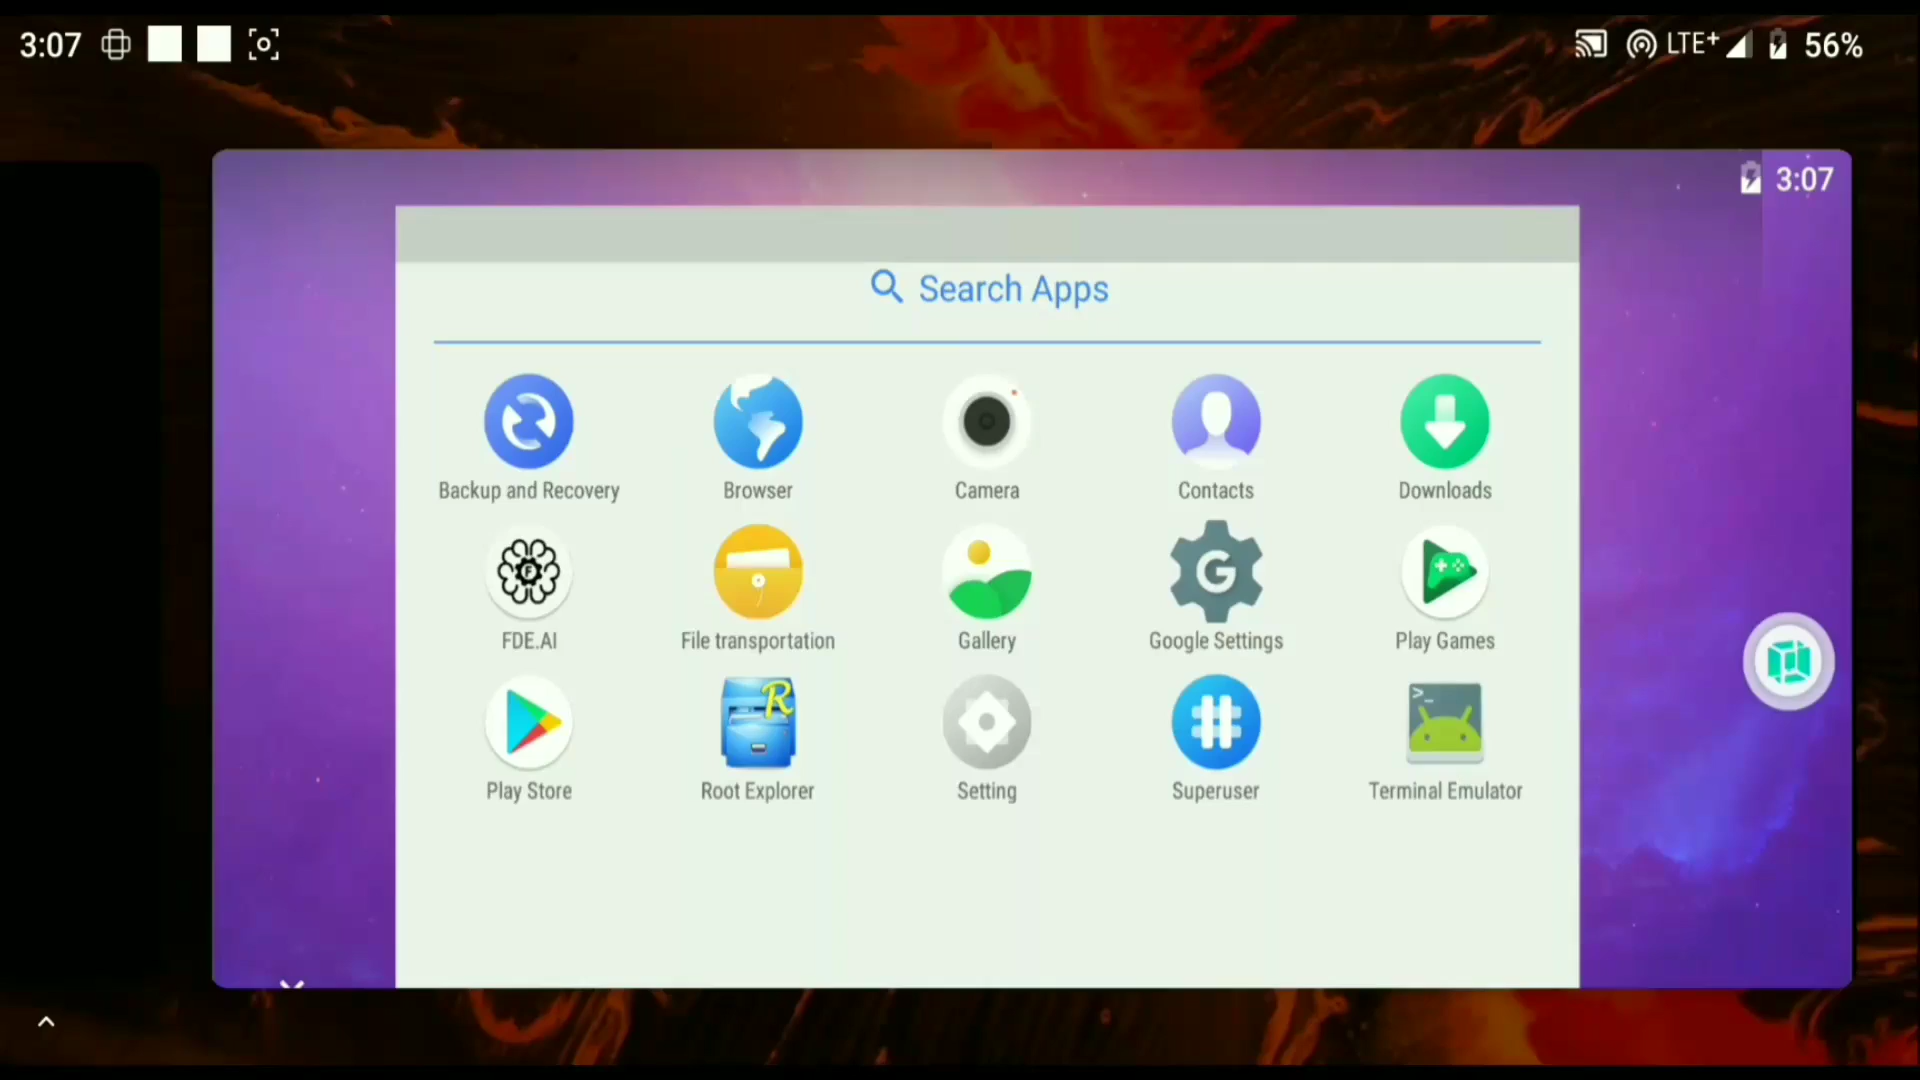 3:07 LTE+ 56%
3:07
Search Apps
Backup and Recovery Browser Camera Contacts Downloads
FDE.AI File transportation Gallery Google Settings Play Games
Play Store Root Explorer Setting Superuser Terminal Emulator